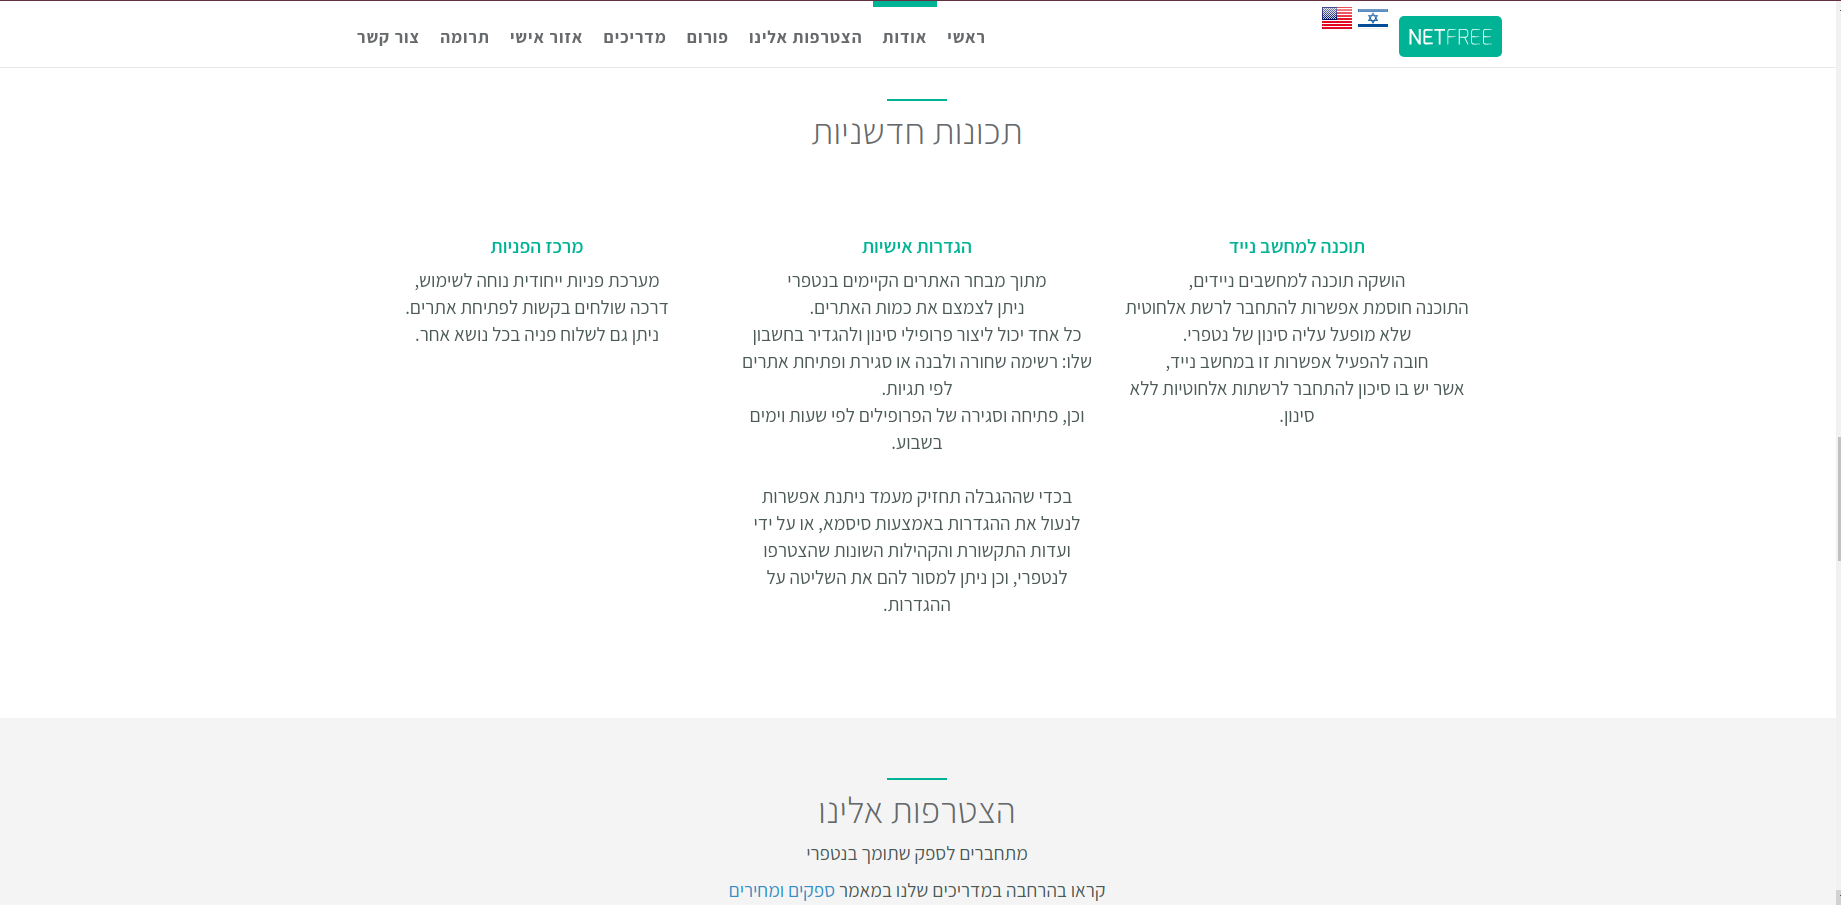 NETFREE
ראשי אודות הצטרפות אלינו פורום מדריכים אזור אישי תרומה צור קשר
תכונות חדשניות
תוכנה למחשב נייד
הושקה תוכנה למחשבים ניידים,
התוכנה חוסמת אפשרות להתחבר לרשת אלחוטית
שלא מופעל עליה סינון של נטפרי.
חובה להפעיל אפשרות זו במחשב נייד,
אשר יש בו סיכון להתחבר לרשתות אלחוטיות ללא
סינון.
הגדרות אישיות
מתוך מבחר האתרים הקיימים בנטפרי
ניתן לצמצם את כמות האתרים.
כל אחד יכול ליצור פרופילי סינון ולהגדיר בחשבון
שלו: רשימה שחורה ולבנה או סגירת ופתיחת אתרים
לפי תגיות.
וכן, פתיחה וסגירה של הפרופילים לפי שעות וימים
בשבוע.
בכדי שההגבלה תחזיק מעמד ניתנת אפשרות
לנעול את ההגדרות באמצעות סיסמא, או על ידי
ועדות התקשורת והקהילות השונות שהצטרפו
לנטפרי, וכן ניתן למסור להם את השליטה על
ההגדרות.
מרכז הפניות
מערכת פניות ייחודית נוחה לשימוש,
דרכה שולחים בקשות לפתיחת אתרים.
ניתן גם לשלוח פניה בכל נושא אחר.
הצטרפות אלינו
מתחברים לספק שתומך בנטפרי
קראו בהרחבה במדריכים שלנו במאמר ספקים ומחירים